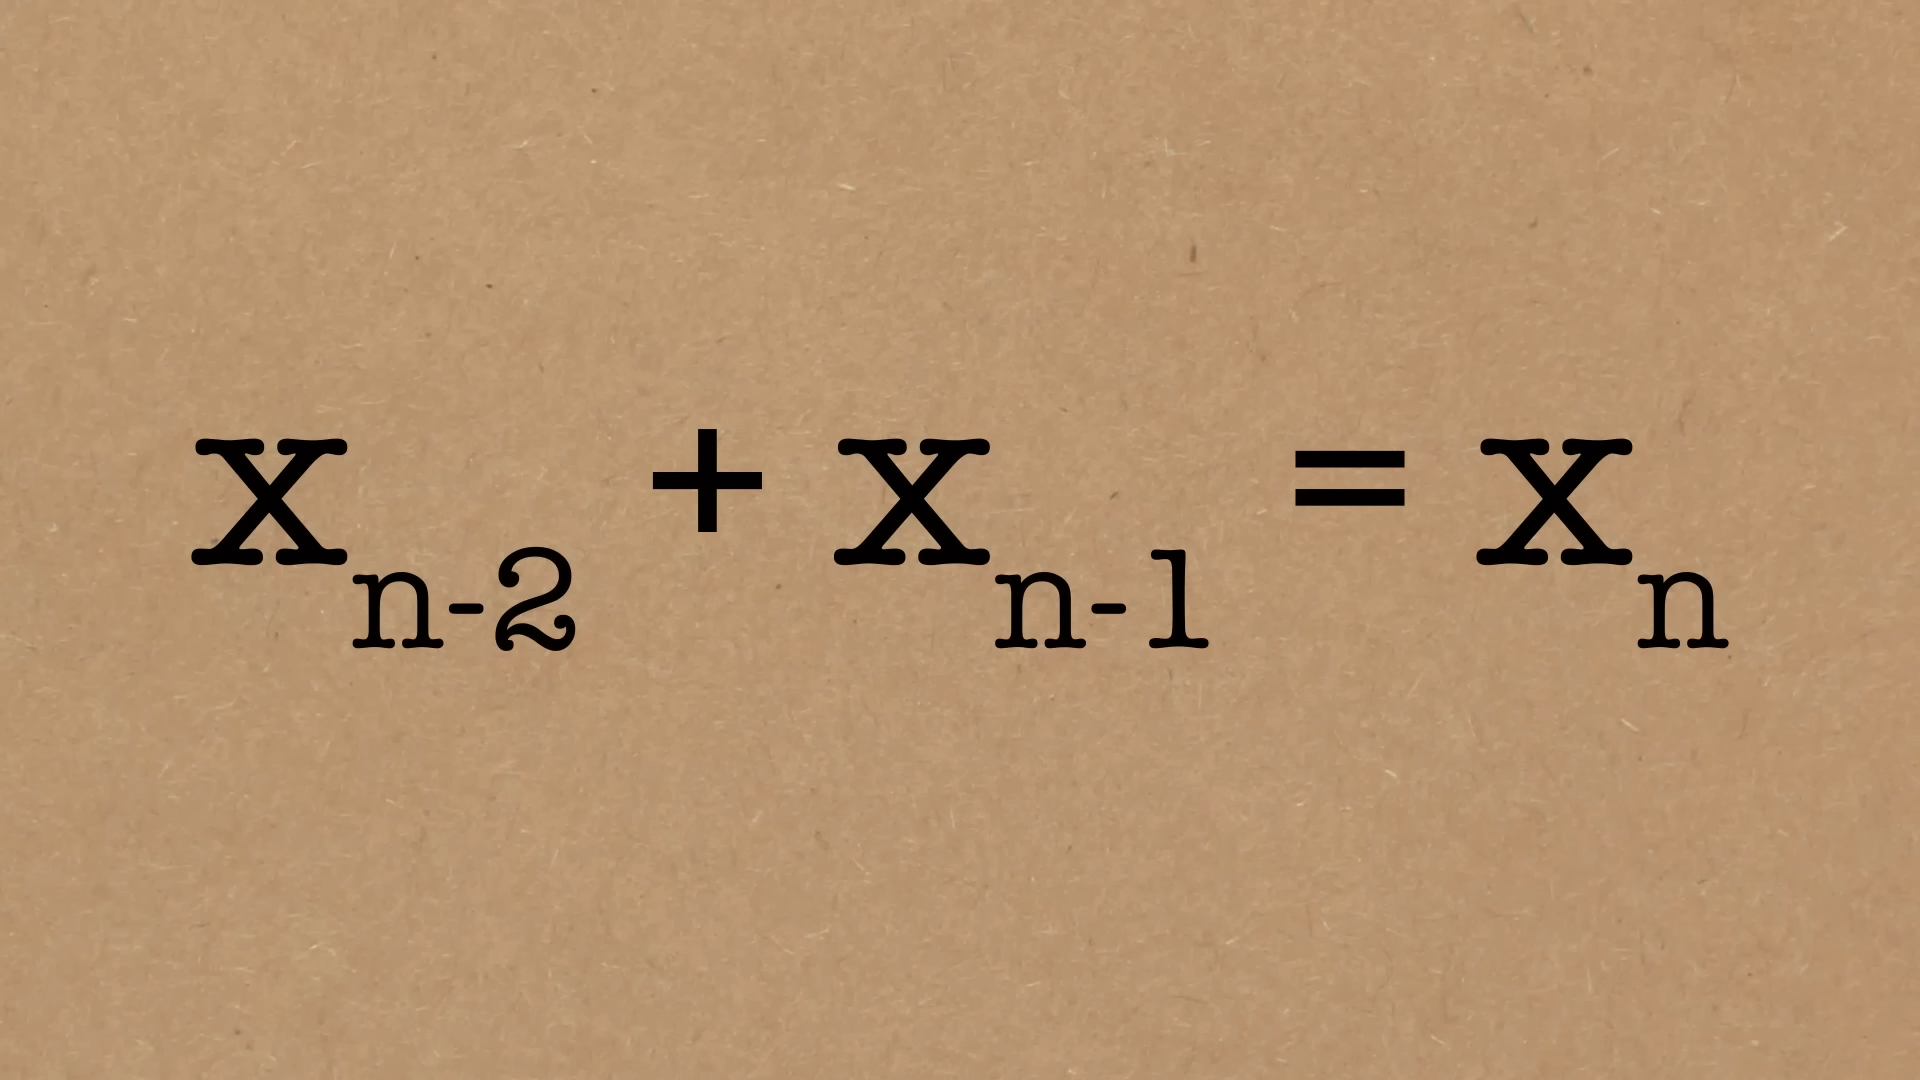 xₙ₋₂ + xₙ₋₁ = xₙ